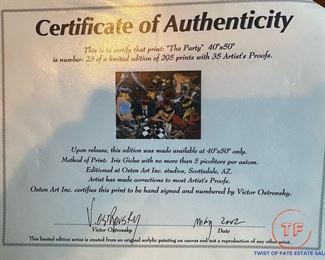 Certificate of Authenticity
This is to certify that print: "The Party" 40"x50"
is number: 23 of a limited edition of 205 prints with 35 Artist's Proofs.
Upon release, this edition was made available at 40"x50" only.
Method of Print: Iris Giclee with no more than 5 picoliters per axiom.
Editioned at Osten Art Inc. studios, Scottsdale, AZ.
Artist has made corrections to most Artist's Proofs.
Osten Art Inc. certifies this print to be hand signed and numbered by Victor Ostrovsky.
V.Ostrovsky May 2002
Victor Ostrovsky Date
This limited edition series is created from an original acrylic painting on canvas and not a reproduction of any other print.
TF
TWIST OF FATE ESTATE SAL